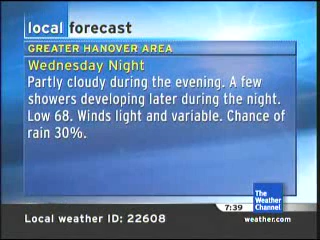 local forecast
GREATER HANOVER AREA
Wednesday Night
Partly cloudy during the evening. A few
showers developing later during the night.
Low 68. Winds light and variable. Chance of
rain 30%.
The
Weather
Channel
7:39
Local weather ID: 22608
weather.com